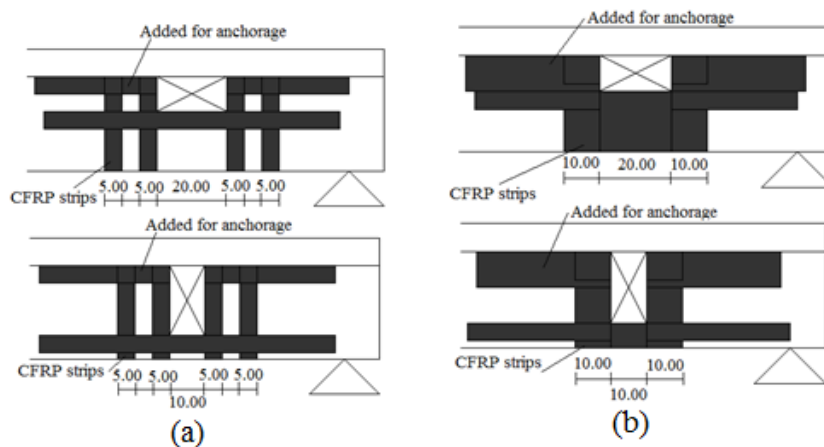 Added for anchorage
5.00 5.00 20.00 5.00 5.00
CFRP strips
Added for anchorage
CFRP strips 5.00 5.00 5.00 5.00
10.00
(a)
Added for anchorage
10.00 20.00 10.00
CFRP strips
Added for anchorage
CFRP strips
10.00 10.00
10.00
(b)